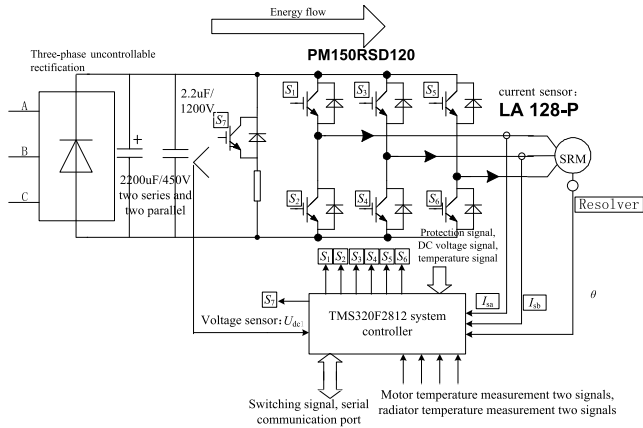 Energy flow
Three-phase uncontrollable
rectification
PM150RSD120
2.2uF/
1200V
S1
S3
S5
S7
current sensor:
LA 128-P
A
B
C
+
SRM
2200uF/450V
two series and
two parallel
S2
S4
S6
Resolver
Protection signal,
DC voltage signal,
temperature signal
S1
S2
S3
S4
S5
S6
S7
Isa
Isb
θ
Voltage sensor: Udc1
TMS320F2812 system
controller
Switching signal, serial
communication port
Motor temperature measurement two signals,
radiator temperature measurement two signals